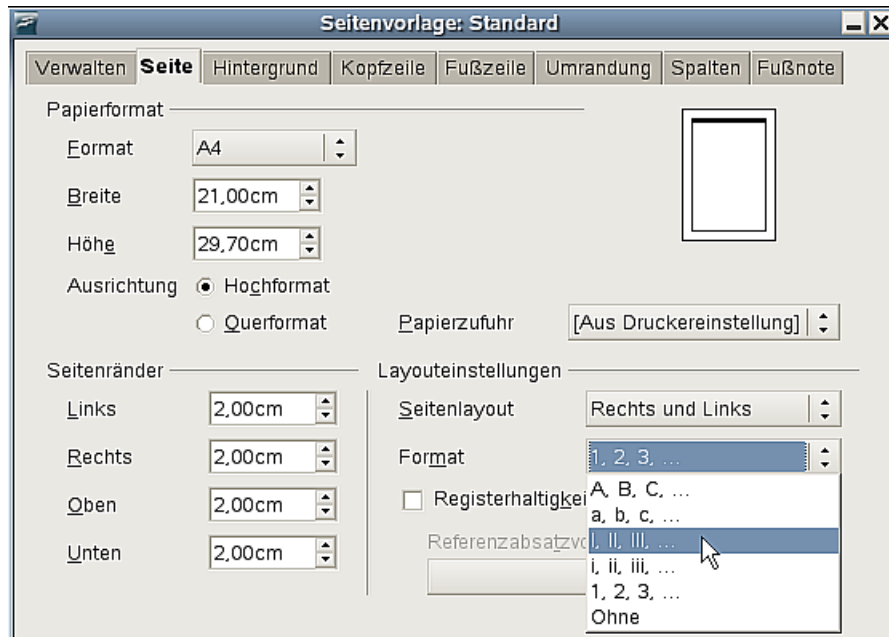 Seitenvorlage: Standard
Verwalten Seite Hintergrund Kopfzeile Fußzeile Umrandung Spalten Fußnote
Papierformat
Format A4
Breite 21,00cm
Höhe 29,70cm
Ausrichtung Hochformat
Querformat Papierzufuhr [Aus Druckereinstellung]
Seitenränder Layouteinstellungen
Links 2,00cm Seitenlayout Rechts und Links
Rechts 2,00cm Format 1, 2, 3, ...
A, B, C, ...
Oben 2,00cm Registerhaltigkei
a, b, c, ...
Referenzabsatzvo I, II, III, ...
Unten 2,00cm i, ii, iii, ...
1, 2, 3, ...
Ohne